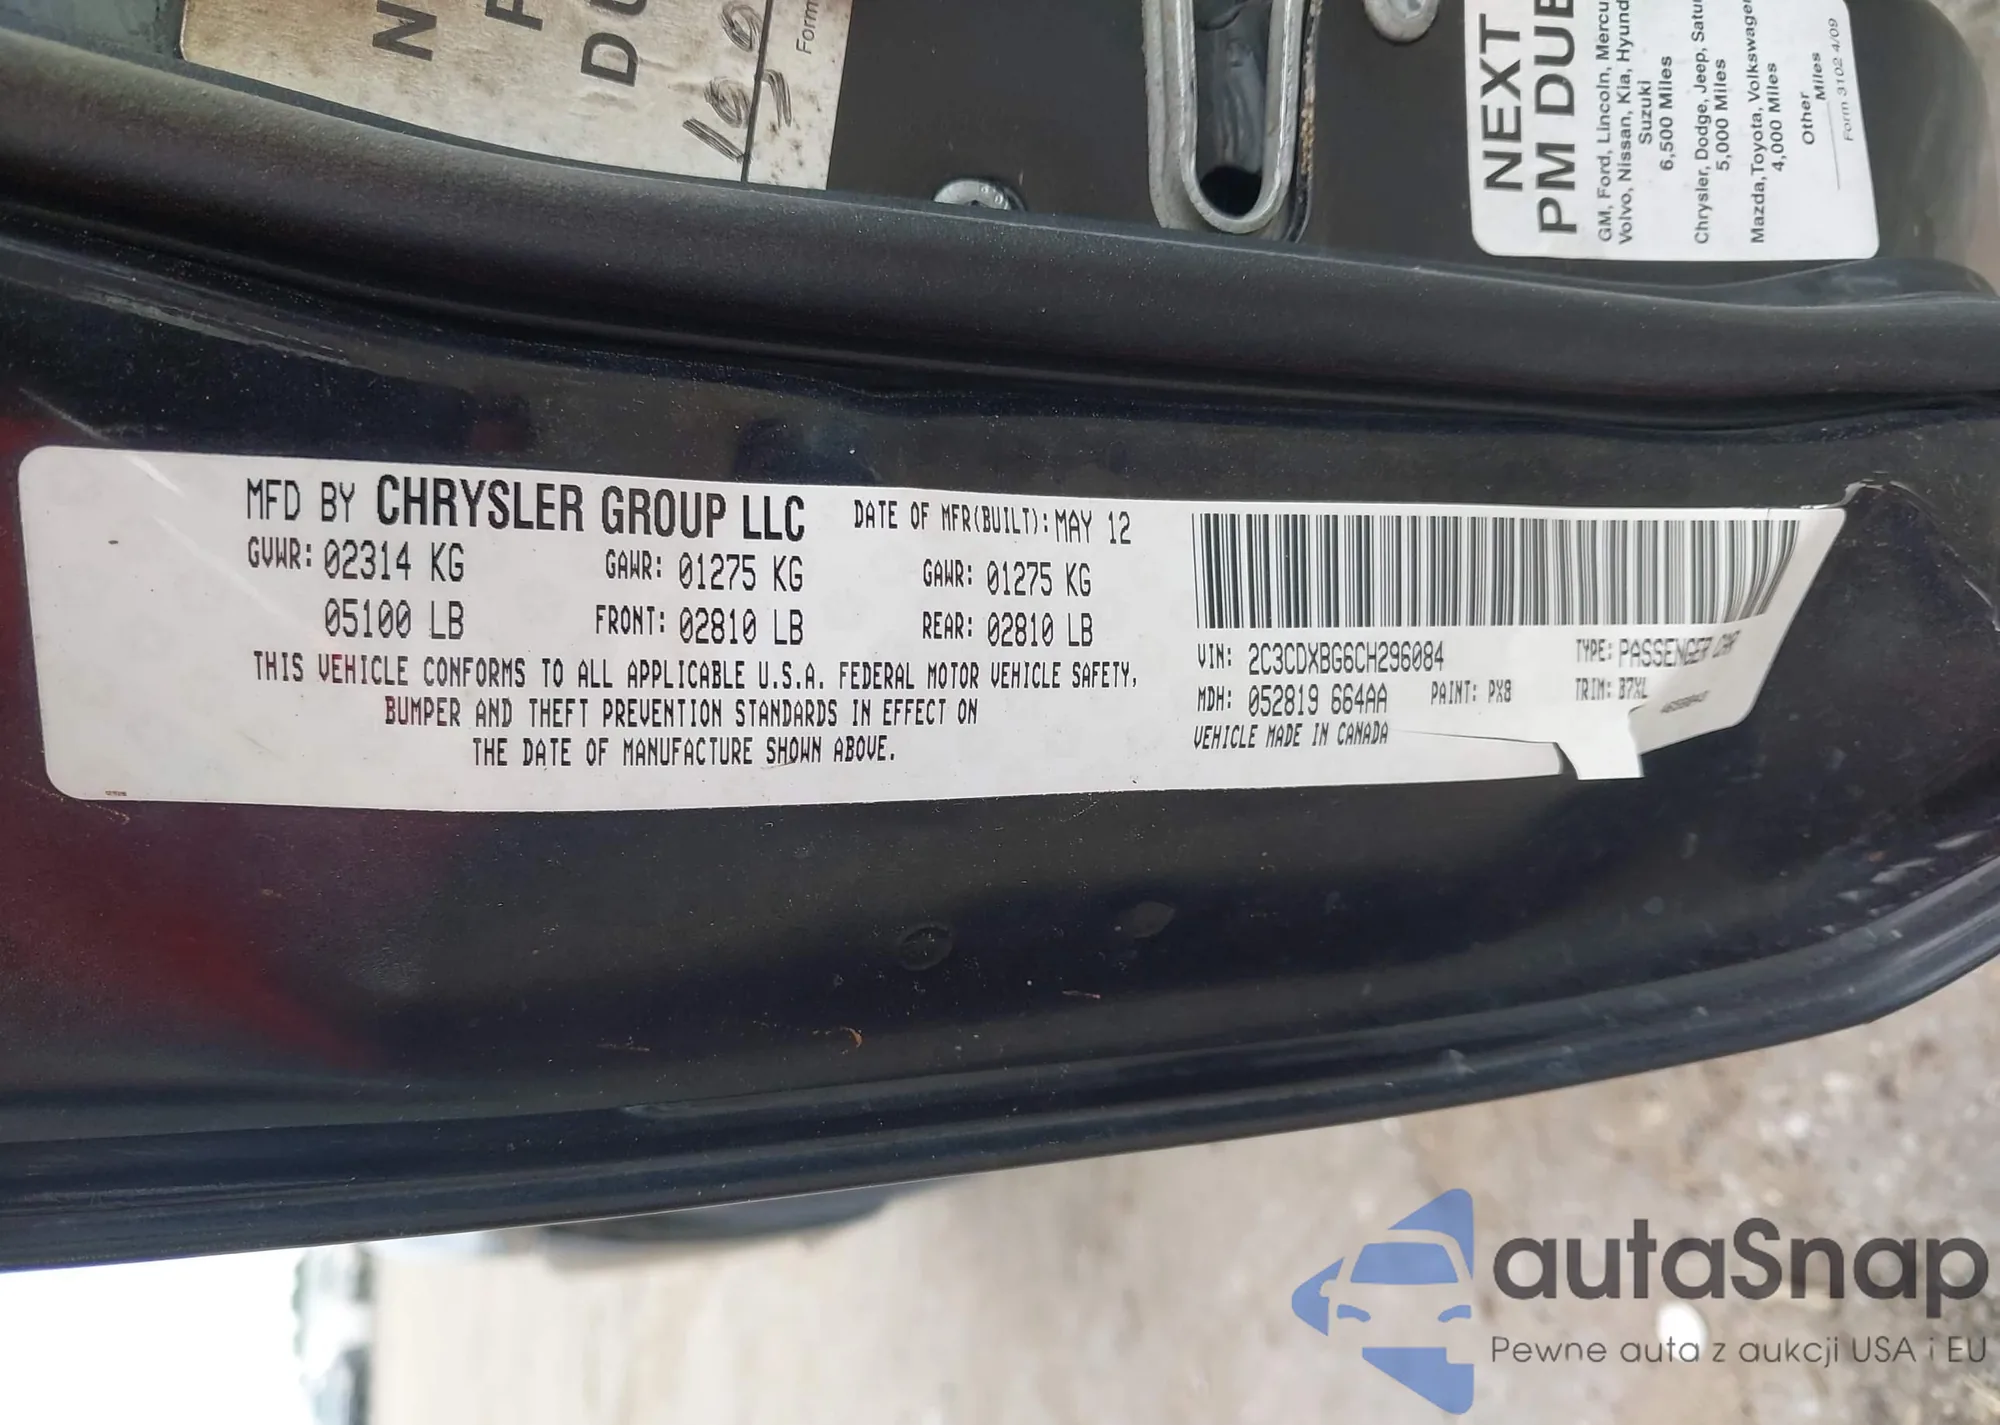 Form
NEXT
PM DUE
GM, Ford, Lincoln, Mercu
Volvo, Nissan, Kia, Hyund
Suzuki
6,500 Miles
Chrysler, Dodge, Jeep, Satu
5,000 Miles
Mazda,Toyota, Volkswagen
4,000 Miles
Other
Miles
Form 3102 4/09
MFD BY CHRYSLER GROUP LLC DATE OF MFR(BUILT): MAY 12
GVWR: 02314 KG GAWR: 01275 KG GAWR: 01275 KG
05100 LB FRONT: 02810 LB REAR: 02810 LB
THIS VEHICLE CONFORMS TO ALL APPLICABLE U.S.A. FEDERAL MOTOR VEHICLE SAFETY,
BUMPER AND THEFT PREVENTION STANDARDS IN EFFECT ON
THE DATE OF MANUFACTURE SHOWN ABOVE.
VIN: 2C3CDXBG6CH296084 TYPE: PASSENGER CAR
MDH: 052819 664AA PAINT: PX8 TRIM: B7XL
VEHICLE MADE IN CANADA
autaSnap
Pewne auta z aukcji USA i EU